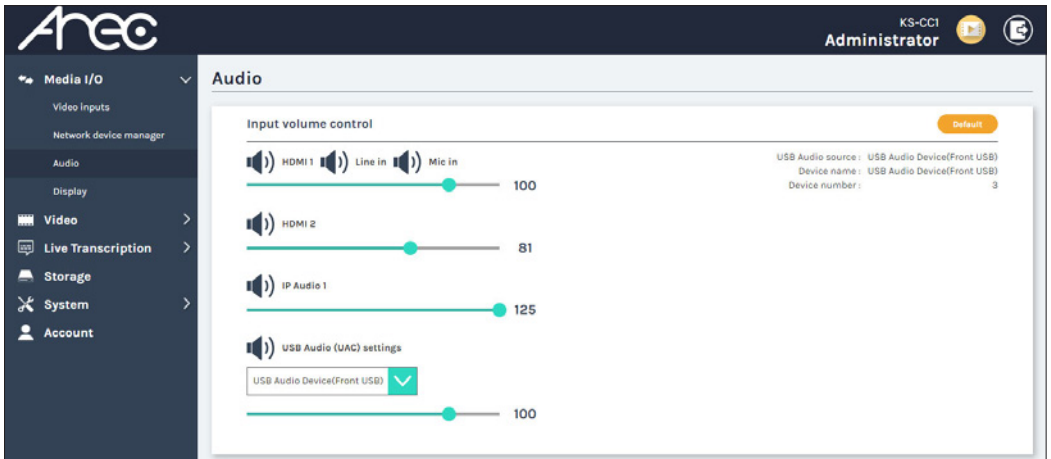 Arec
KS-CC1
Administrator
Media I/O
Video inputs
Network device manager
Audio
Display
Video
LIVE
Live Transcription
Storage
System
Account
Audio
Input volume control
Default
HDMI 1 Line in Mic in
100
USB Audio source : USB Audio Device(Front USB)
Device name : USB Audio Device(Front USB)
Device number : 3
HDMI 2
81
IP Audio 1
125
USB Audio (UAC) settings
USB Audio Device(Front USB)
100